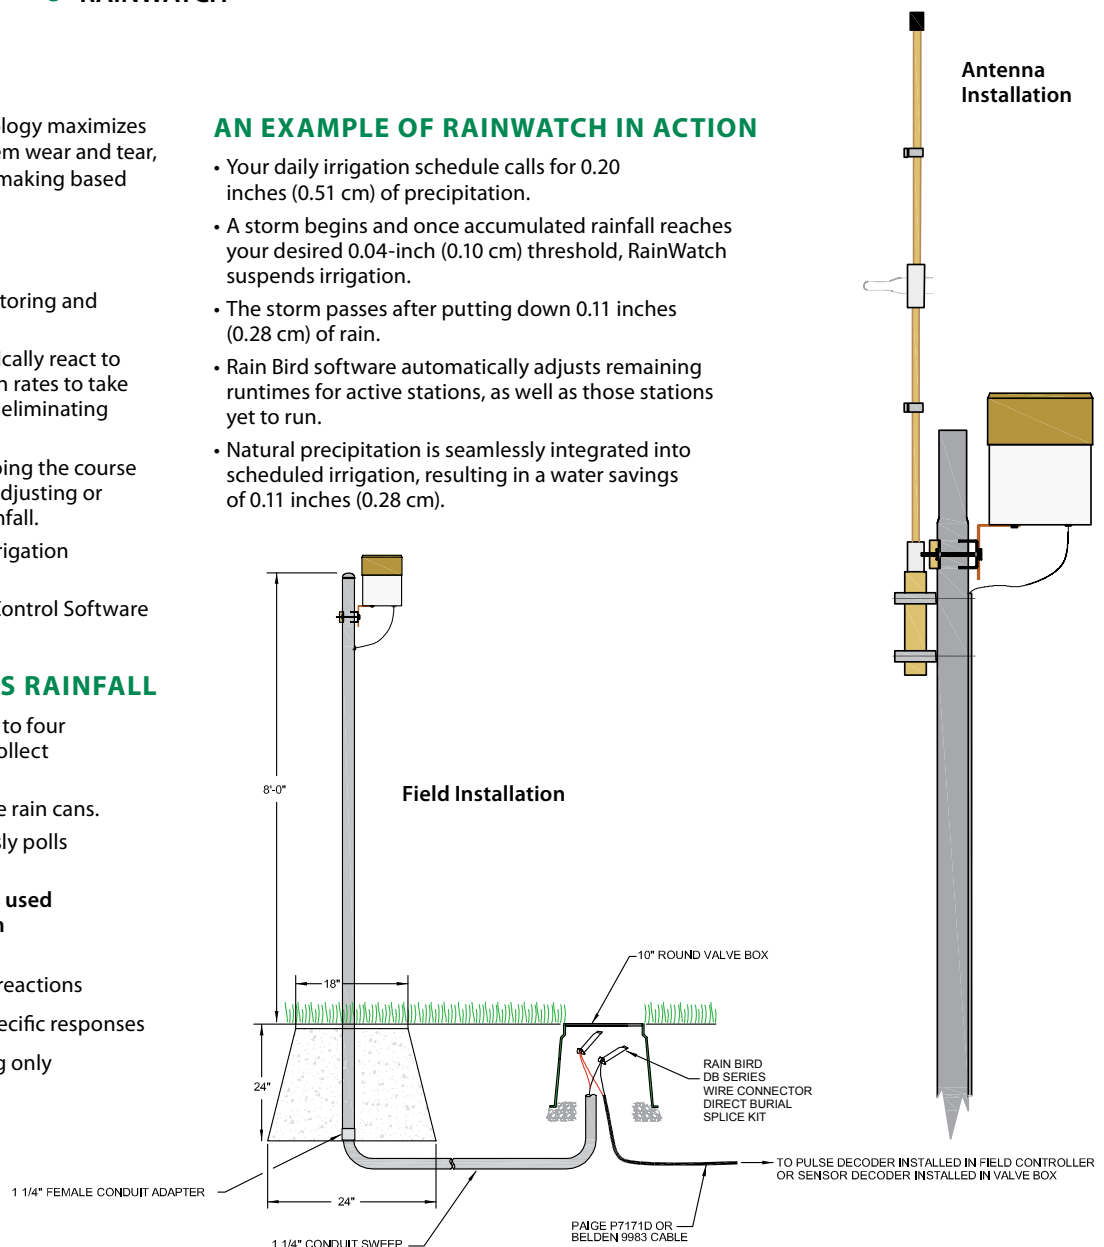 RAINWATCH
ology maximizes
em wear and tear,
making based
toring and
ically react to
n rates to take
eliminating
ping the course
djusting or
nfall.
rrigation
Control Software
S RAINFALL
to four
ollect
e rain cans.
sly polls
used
n
reactions
ecific responses
g only
AN EXAMPLE OF RAINWATCH IN ACTION
• Your daily irrigation schedule calls for 0.20
inches (0.51 cm) of precipitation.
• A storm begins and once accumulated rainfall reaches
your desired 0.04-inch (0.10 cm) threshold, RainWatch
suspends irrigation.
• The storm passes after putting down 0.11 inches
(0.28 cm) of rain.
• Rain Bird software automatically adjusts remaining
runtimes for active stations, as well as those stations
yet to run.
• Natural precipitation is seamlessly integrated into
scheduled irrigation, resulting in a water savings
of 0.11 inches (0.28 cm).
Antenna
Installation
Field Installation
8'-0"
18"
24"
24"
10" ROUND VALVE BOX
RAIN BIRD
DB SERIES
WIRE CONNECTOR
DIRECT BURIAL
SPLICE KIT
TO PULSE DECODER INSTALLED IN FIELD CONTROLLER
OR SENSOR DECODER INSTALLED IN VALVE BOX
1 1/4" FEMALE CONDUIT ADAPTER
PAIGE P7171D OR
BELDEN 9983 CABLE
1 1/4" CONDUIT SWEEP